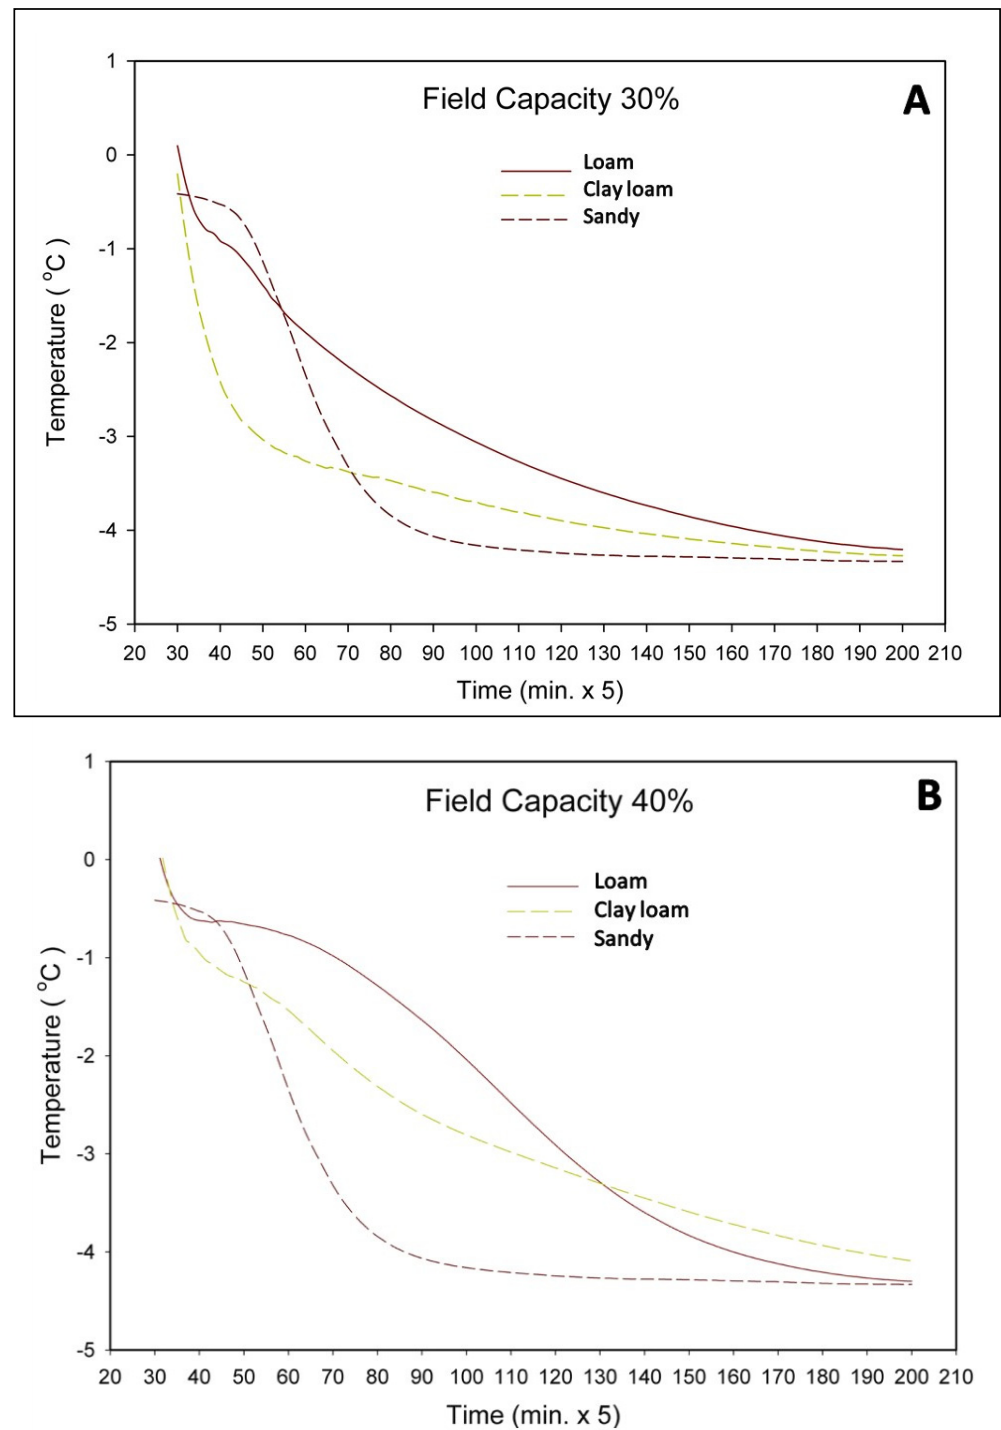 Field Capacity 30%
A
Loam
Clay loam
Sandy
1
0
-1
-2
-3
-4
-5
Temperature ( °C )
20 30 40 50 60 70 80 90 100 110 120 130 140 150 160 170 180 190 200 210
Time (min. x 5)
Field Capacity 40%
B
Loam
Clay loam
Sandy
1
0
-1
-2
-3
-4
-5
Temperature ( °C )
20 30 40 50 60 70 80 90 100 110 120 130 140 150 160 170 180 190 200 210
Time (min. x 5)